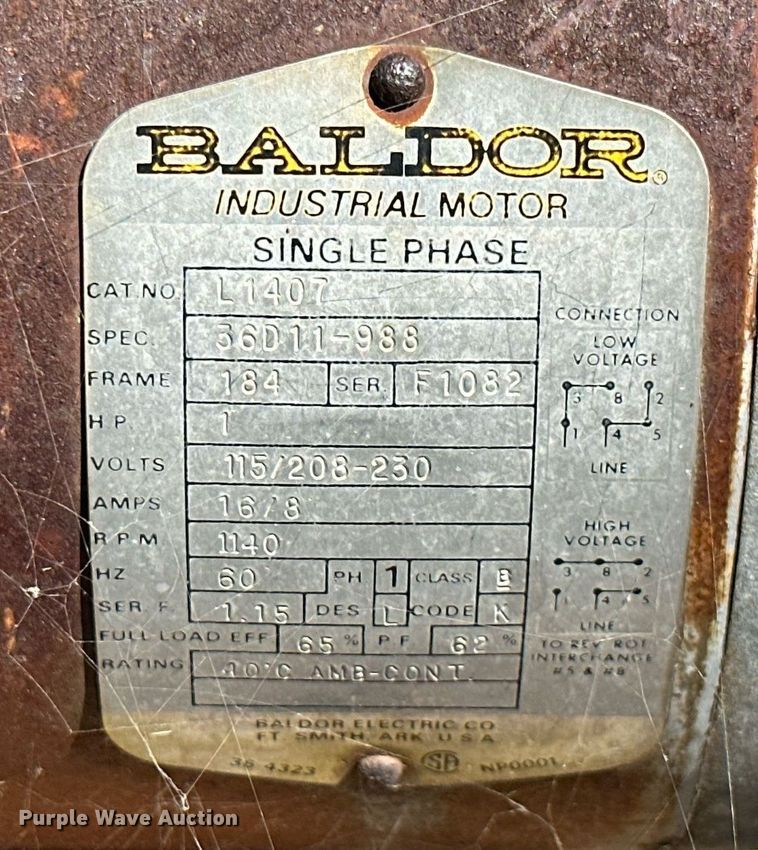 BALDOR®
INDUSTRIAL MOTOR
SINGLE PHASE
CAT.NO. L1407
SPEC. 36D11-988
FRAME 184 SER. F1082
H.P. 1
VOLTS 115/208-230
AMPS 16/8
R.P.M 1140
HZ 60 PH 1 CLASS B
SER. F. 1.15 DES L CODE K
FULL LOAD EFF 65 % P.F. 62 %
RATING 40°C AMB-CONT.
CONNECTION
LOW
VOLTAGE
3 8 2
1 4 5
LINE
HIGH
VOLTAGE
3 8 2
1 4 5
LINE
TO REV. ROT.
INTERCHANGE
#5 & #8
BALDOR ELECTRIC CO
FT. SMITH, ARK. U.S.A.
36 4323 SA NP0001
Purple Wave Auction